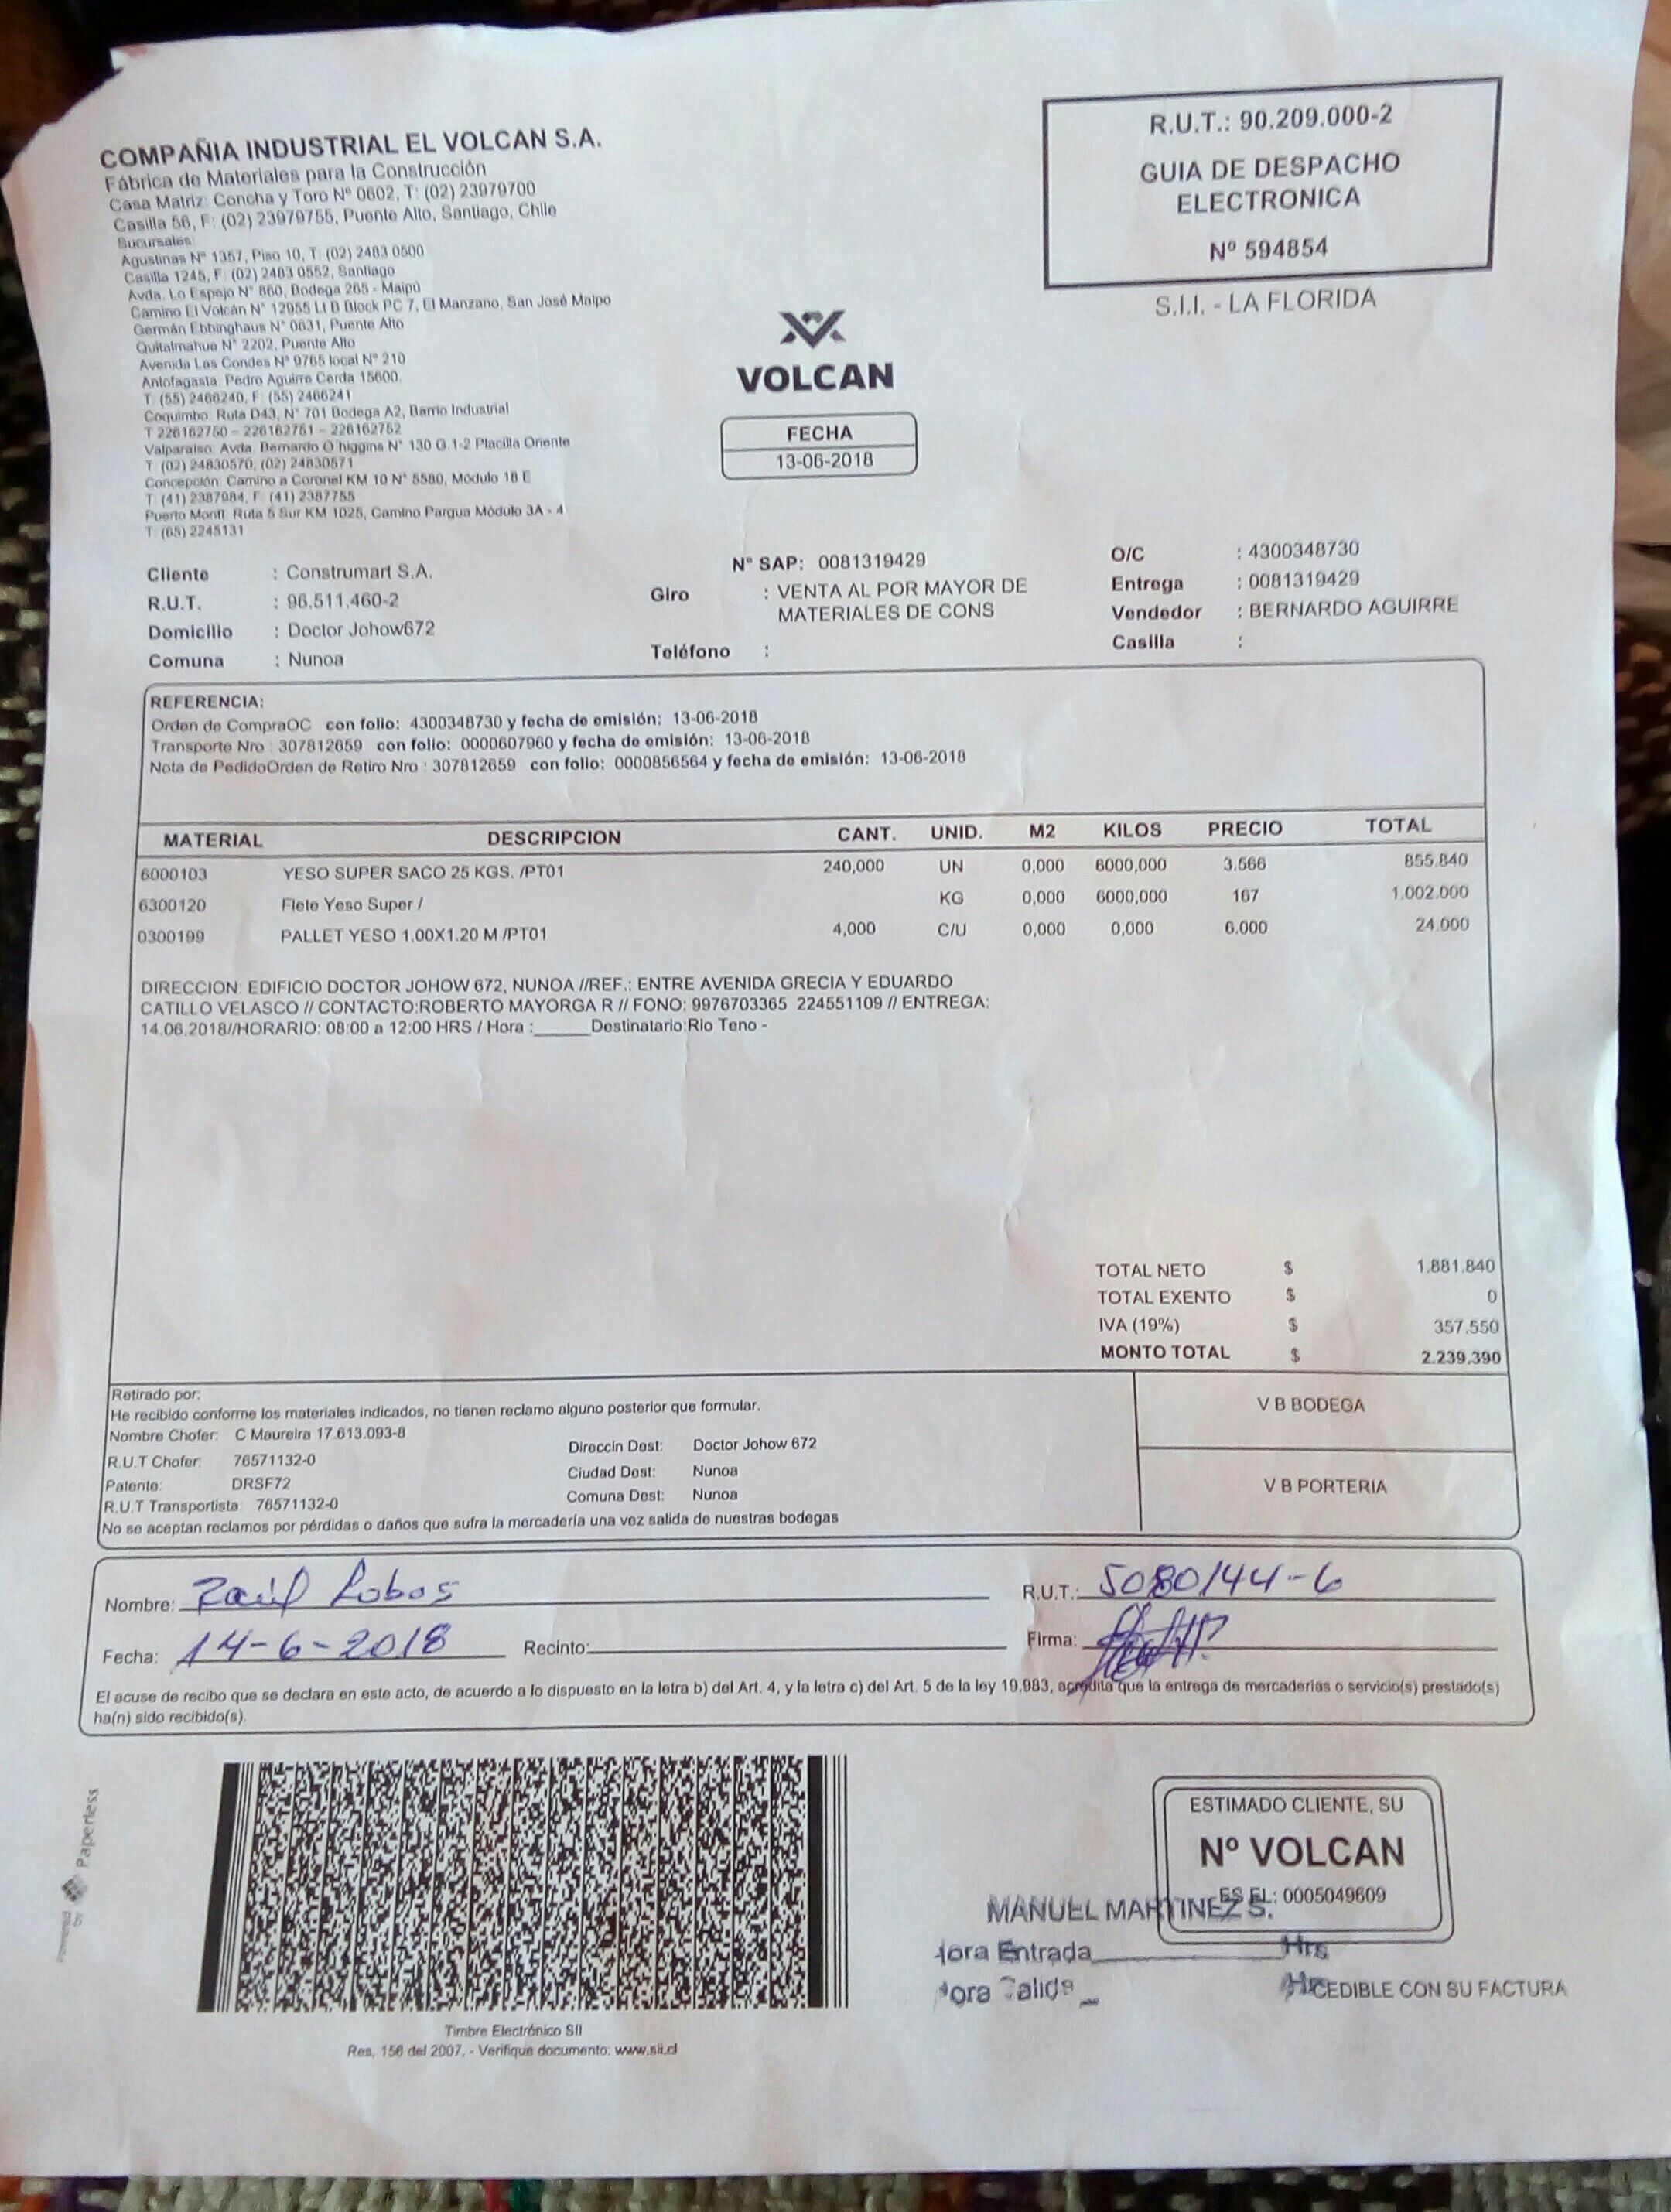 COMPAÑIA INDUSTRIAL EL VOLCAN S.A.
Fábrica de Materiales para la Construcción
Casa Matriz: Concha y Toro Nº 0602, T: (02) 23979700
Casilla 56, F: (02) 23979755, Puente Alto, Santiago, Chile
Sucursales:
Agustinas Nº 1357, Piso 10, T: (02) 2483 0500
Casilla 1245, F: (02) 2483 0552, Santiago
Avda. Lo Espejo N° 860, Bodega 265 - Maipú
Camino El Volcán N° 12955 Lt B Block PC 7, El Manzano, San José Maipo
Germán Ebbinghaus N° 0631, Puente Alto
Quitalmahue N° 2202, Puente Alto
Avenida Las Condes Nº 9765 local Nº 210
Antofagasta: Pedro Aguirre Cerda 15600.
T: (55) 2466240, F: (55) 2466241
Coquimbo: Ruta D43, N° 701 Bodega A2, Barrio Industrial
T 226162750 – 226162751 – 226162752
Valparaíso: Avda. Bernardo O´higgins N° 130 G.1-2 Placilla Oriente
T: (02) 24830570, (02) 24830571
Concepción: Camino a Coronel KM 10 N° 5580, Módulo 18 E
T: (41) 2387984, F: (41) 2387755
Puerto Montt: Ruta 5 Sur KM 1025, Camino Pargua Módulo 3A - 4
T: (65) 2245131
R.U.T.: 90.209.000-2
GUIA DE DESPACHO
ELECTRONICA
Nº 594854
S.I.I. - LA FLORIDA
VOLCAN
FECHA
13-06-2018
Cliente : Construmart S.A.
R.U.T. : 96.511.460-2
Domicilio : Doctor Johow672
Comuna : Nunoa
N° SAP: 0081319429
Giro : VENTA AL POR MAYOR DE
MATERIALES DE CONS
Teléfono :
O/C : 4300348730
Entrega : 0081319429
Vendedor : BERNARDO AGUIRRE
Casilla :
REFERENCIA:
Orden de CompraOC con folio: 4300348730 y fecha de emisión: 13-06-2018
Transporte Nro : 307812659 con folio: 0000607960 y fecha de emisión: 13-06-2018
Nota de PedidoOrden de Retiro Nro : 307812659 con folio: 0000856564 y fecha de emisión: 13-06-2018
MATERIAL DESCRIPCION CANT. UNID. M2 KILOS PRECIO TOTAL
6000103 YESO SUPER SACO 25 KGS. /PT01 240,000 UN 0,000 6000,000 3.566 855.840
6300120 Flete Yeso Super / KG 0,000 6000,000 167 1.002.000
0300199 PALLET YESO 1.00X1.20 M /PT01 4,000 C/U 0,000 0,000 6.000 24.000
DIRECCION: EDIFICIO DOCTOR JOHOW 672, NUNOA //REF.: ENTRE AVENIDA GRECIA Y EDUARDO
CATILLO VELASCO // CONTACTO:ROBERTO MAYORGA R // FONO: 9976703365 224551109 // ENTREGA:
14.06.2018//HORARIO: 08:00 a 12:00 HRS / Hora :______Destinatario:Rio Teno -
TOTAL NETO $ 1.881.840
TOTAL EXENTO $ 0
IVA (19%) $ 357.550
MONTO TOTAL $ 2.239.390
Retirado por:
He recibido conforme los materiales indicados, no tienen reclamo alguno posterior que formular.
Nombre Chofer: C Maureira 17.613.093-8
R.U.T Chofer: 76571132-0
Patente: DRSF72
R.U.T Transportista: 76571132-0
Direccin Dest: Doctor Johow 672
Ciudad Dest: Nunoa
Comuna Dest: Nunoa
No se aceptan reclamos por pérdidas o daños que sufra la mercadería una vez salida de nuestras bodegas
V B BODEGA
V B PORTERIA
Nombre: Raúl Lobos R.U.T.: 5080144-6
Fecha: 14-6-2018 Recinto: Firma:
El acuse de recibo que se declara en este acto, de acuerdo a lo dispuesto en la letra b) del Art. 4, y la letra c) del Art. 5 de la ley 19.983, acredita que la entrega de mercaderías o servicio(s) prestado(s)
ha(n) sido recibido(s).
Powered by Paperless
Timbre Electrónico SII
Res. 156 del 2007. - Verifique documento: www.sii.cl
ESTIMADO CLIENTE, SU
Nº VOLCAN
ES EL: 0005049609
MANUEL MARTINEZ S.
Entrada Hrs
CEDIBLE CON SU FACTURA